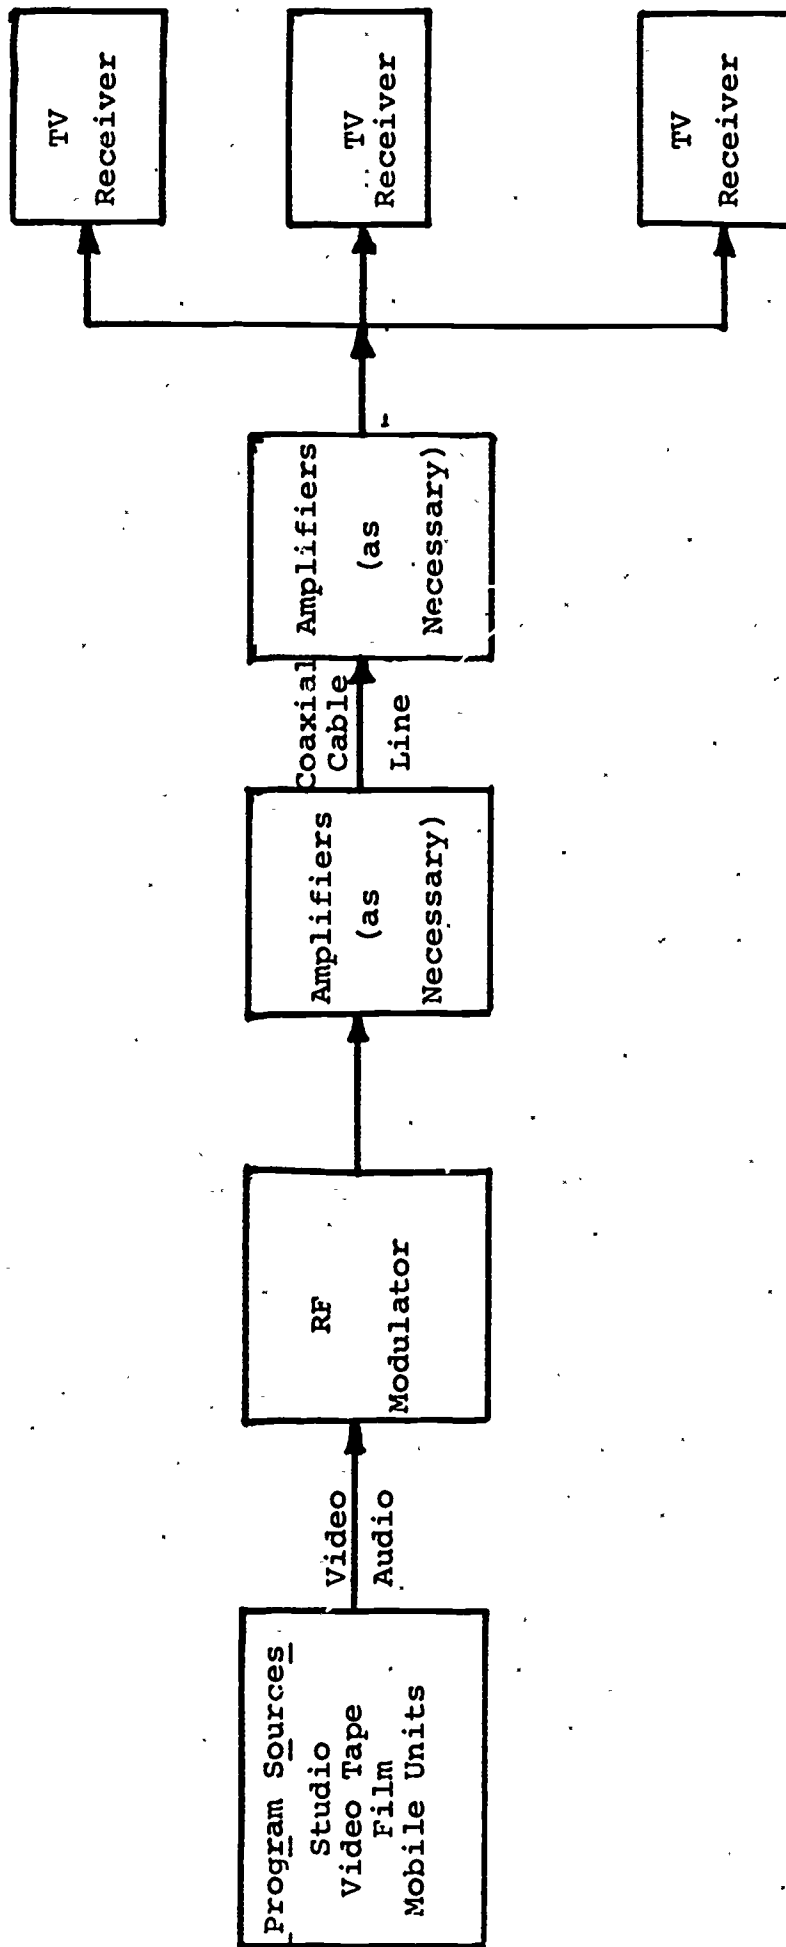 Program Sources
Studio
Video Tape
Film
Mobile Units
Video
Audio
RF
Modulator
Amplifiers
(as
Necessary)
Coaxial
Cable
Line
Amplifiers
(as
Necessary)
TV
Receiver
TV
Receiver
TV
Receiver